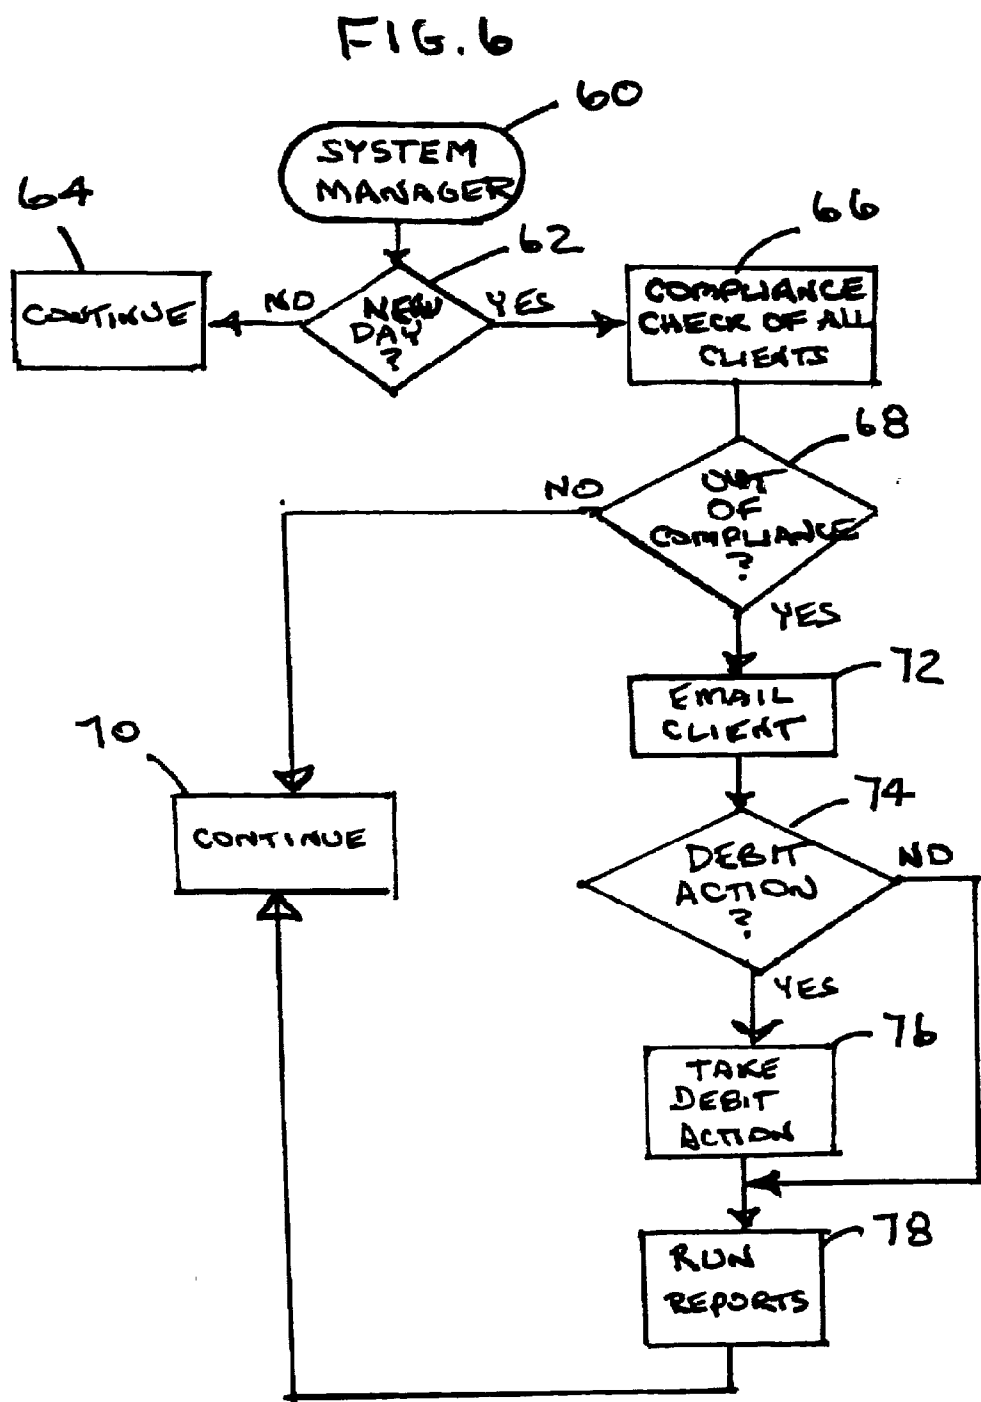 FIG. 6
60
SYSTEM
MANAGER
64
62
66
CONTINUE
NO
NEW
DAY
?
YES
COMPLIANCE
CHECK OF ALL
CLIENTS
68
NO
OUT
OF
COMPLIANCE
?
YES
72
EMAIL
CLIENT
70
CONTINUE
74
DEBIT
ACTION
?
NO
YES
76
TAKE
DEBIT
ACTION
78
RUN
REPORTS